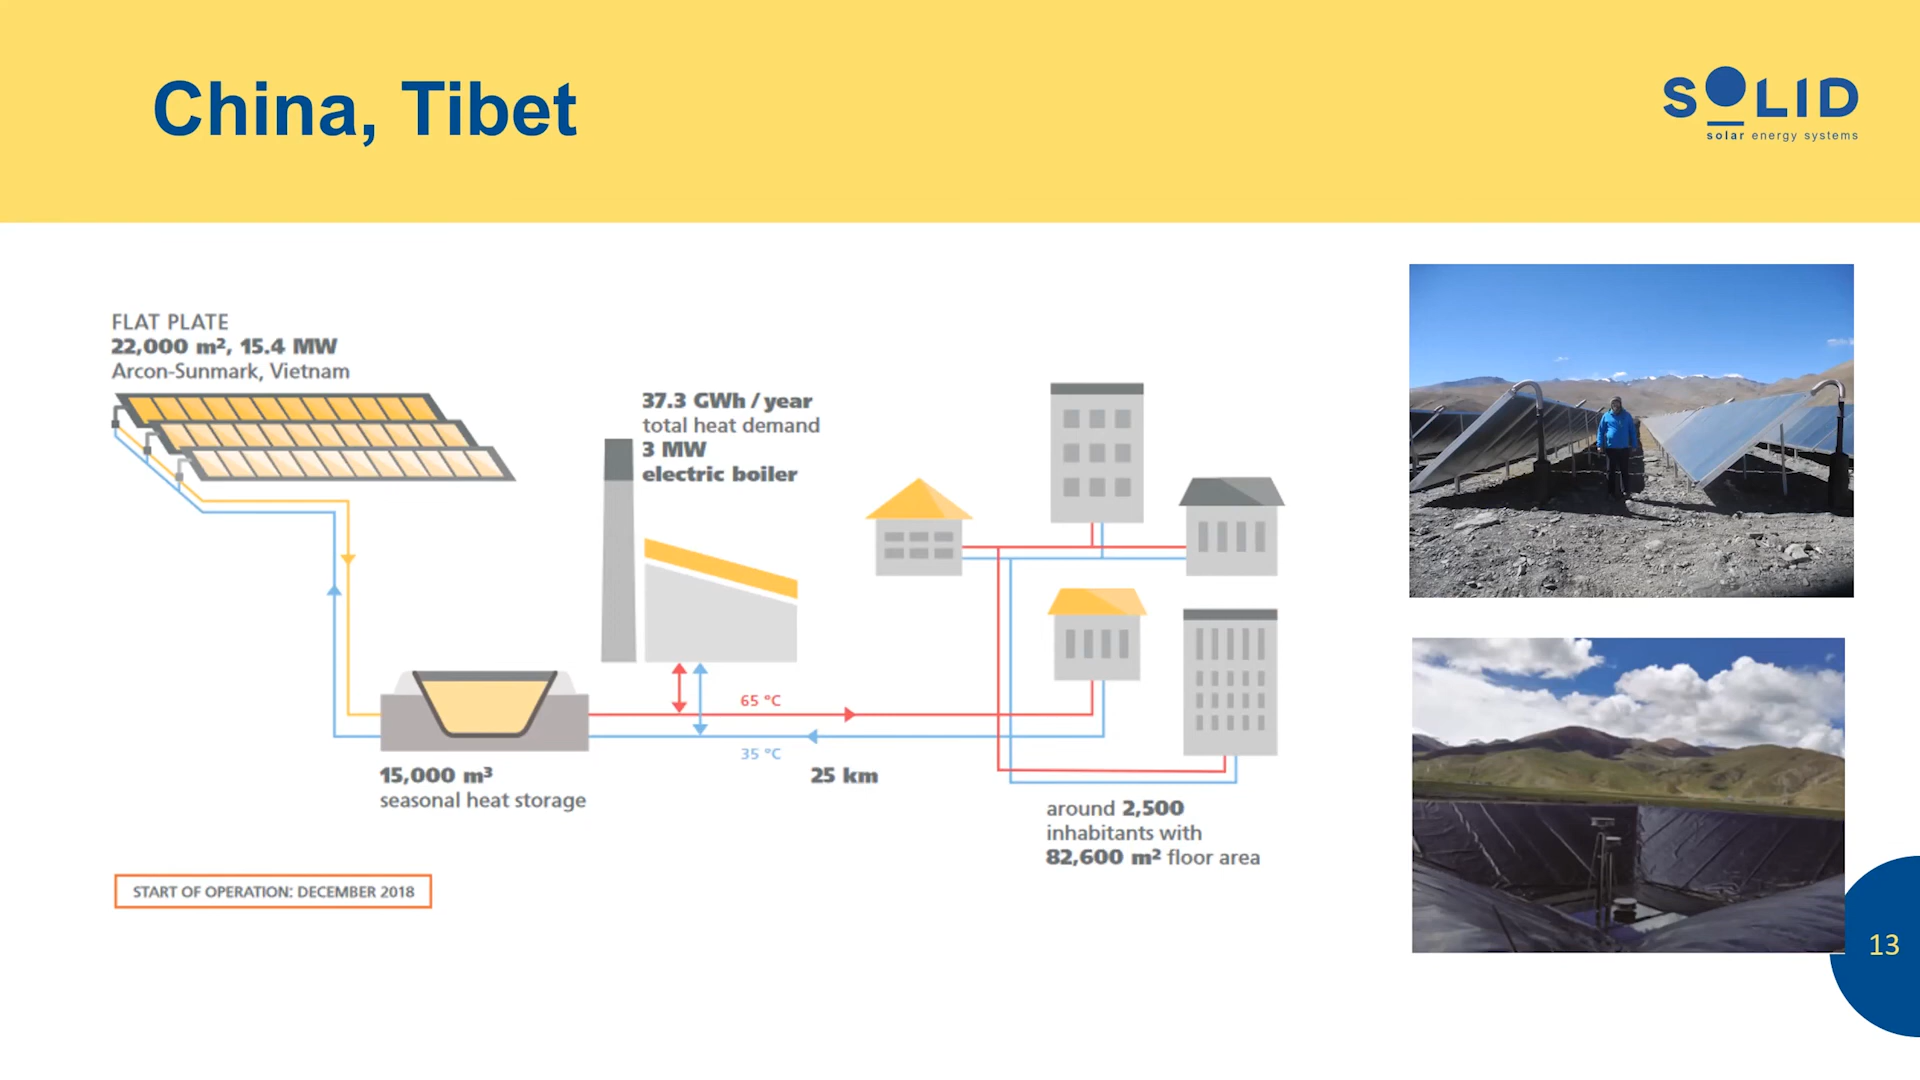 China, Tibet
SOLID
solar energy systems
FLAT PLATE
22,000 m², 15.4 MW
Arcon-Sunmark, Vietnam
37.3 GWh / year
total heat demand
3 MW
electric boiler
65 °C
35 °C
25 km
15,000 m³
seasonal heat storage
around 2,500
inhabitants with
82,600 m² floor area
START OF OPERATION: DECEMBER 2018
13